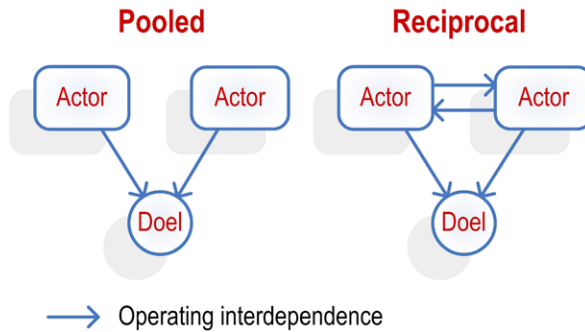 Pooled
Reciprocal
Actor
Actor
Actor
Actor
Doel
Doel
Operating interdependence